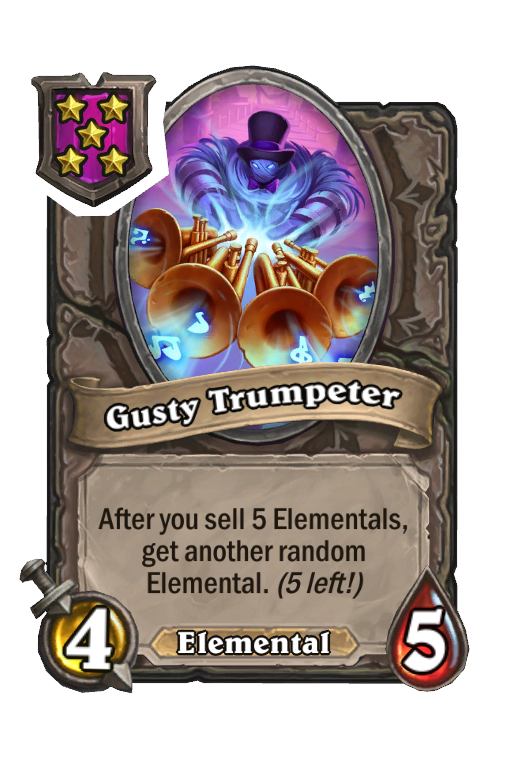 Gusty Trumpeter
After you sell 5 Elementals,
get another random
Elemental. (5 left!)
4
Elemental
5